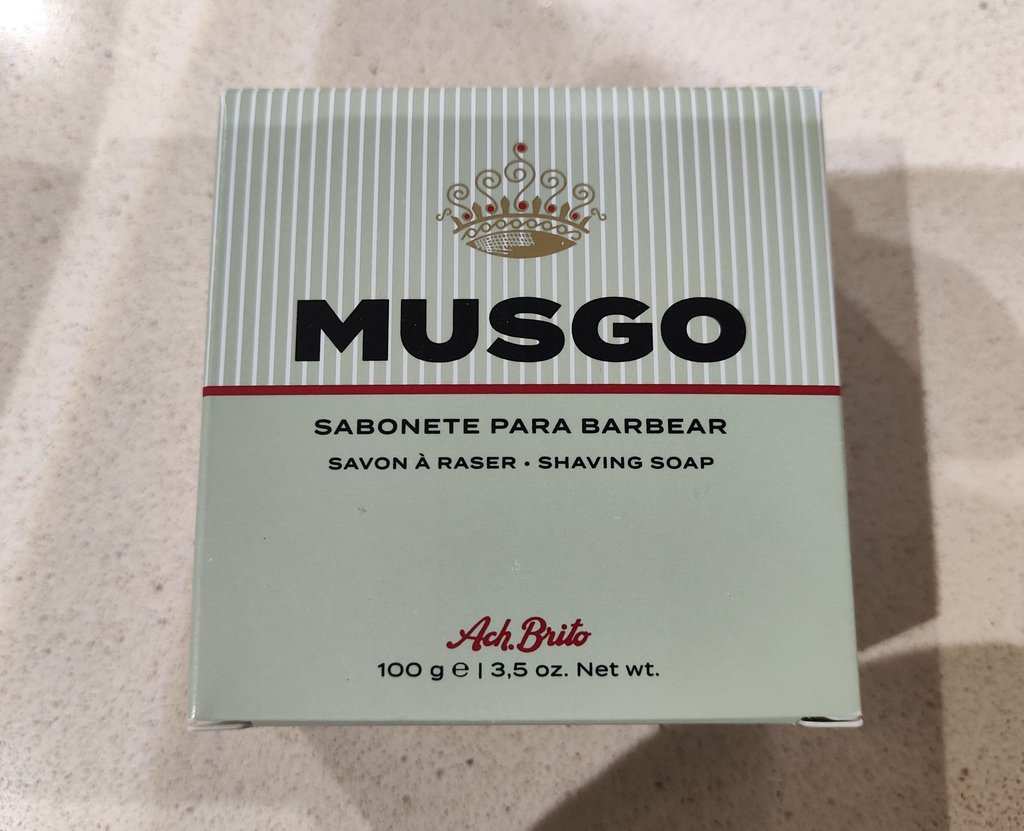 MUSGO
SABONETE PARA BARBEAR
SAVON À RASER • SHAVING SOAP
Ach. Brito
100 g ℮ | 3,5 oz. Net wt.